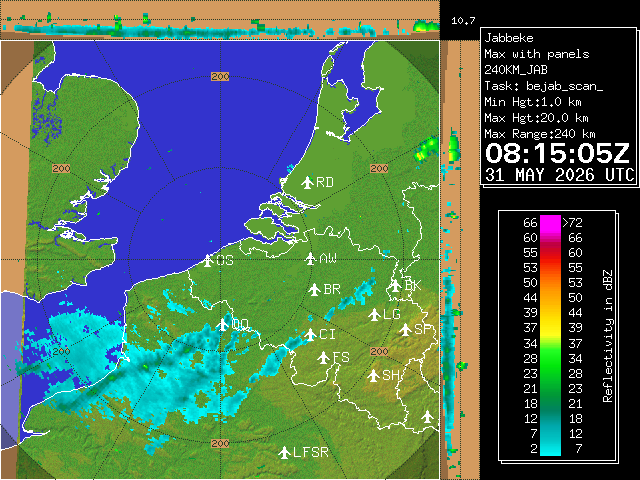 10.7
Jabbeke
Max with panels
240KM_JAB
Task: bejab_scan_
Min Hgt:1.0 km
Max Hgt:20.0 km
Max Range:240 km
08:15:05Z
31 MAY 2026 UTC
200
200
200
RD
OS
AW
BR
BK
LG
QO
CI
SP
FS
200
200
SH
200
LFSR
66 >72
60 66
55 60
53 55
50 53
44 50
39 44
37 39
34 37
28 34
23 28
21 23
18 21
12 18
7 12
2 7
Reflectivity in dBZ